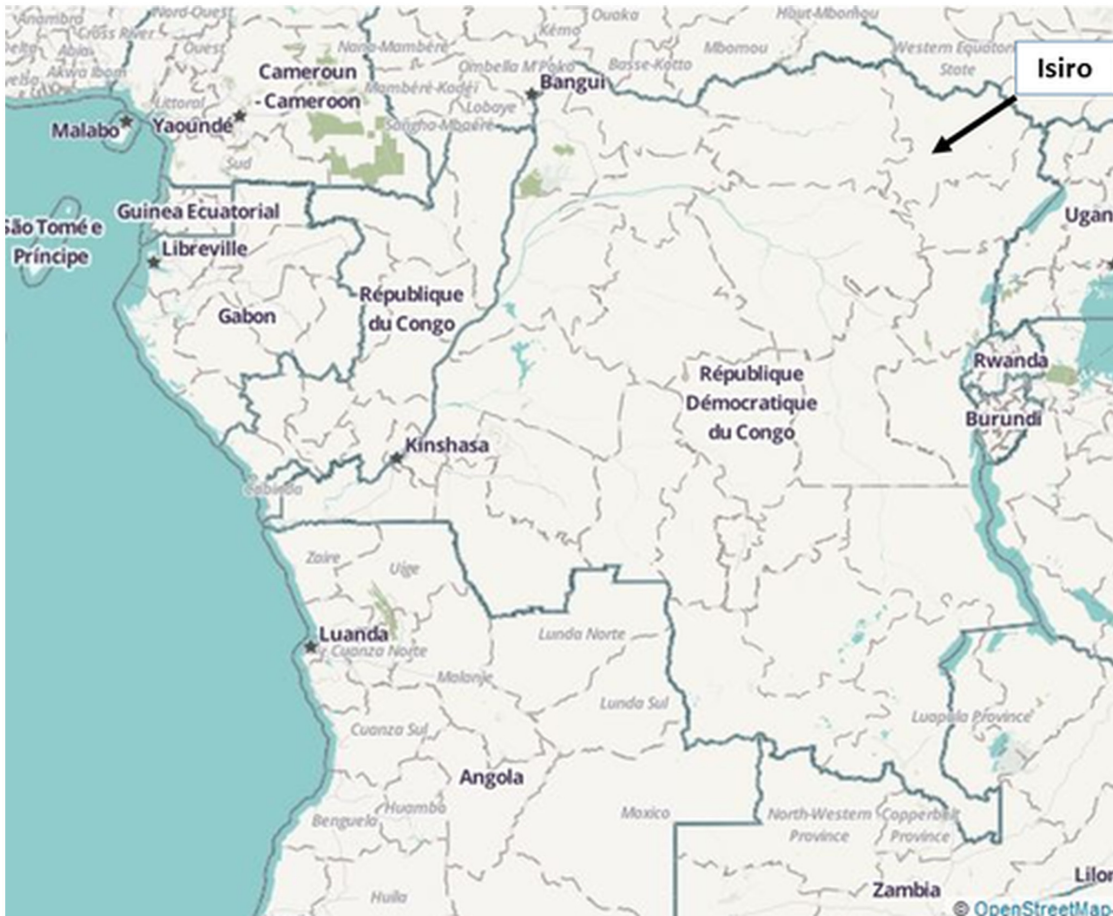 Anambra
Nord-Ouest
Cross River
Abia
Akwa Ibom
Ouest
Nana-Mambéré
Ouaka
Haut-Mbomou
Kémo
Mbomou
Western Equatoria
State
Isiro
Ombella M'Poko
Basse-Kotto
Cameroun
- Cameroon
Mambéré-Kadéï
Bangui
Lobaye
Littoral
Malabo
Yaoundé
Sangha-Mbaéré
Sud
Guinea Ecuatorial
Ugan
São Tomé e
Príncipe
Libreville
République
du Congo
Gabon
Rwanda
République
Démocratique
du Congo
Burundi
Kinshasa
Cabinda
Zaire
Uíge
Luanda
Cuanza Norte
Lunda Norte
Malanje
Lunda Sul
Luapula Province
Cuanza Sul
Angola
Huambo
Benguela
Moxico
North-Western
Province
Copperbelt
Province
Lilon
Huíla
Zambia
© OpenStreetMap